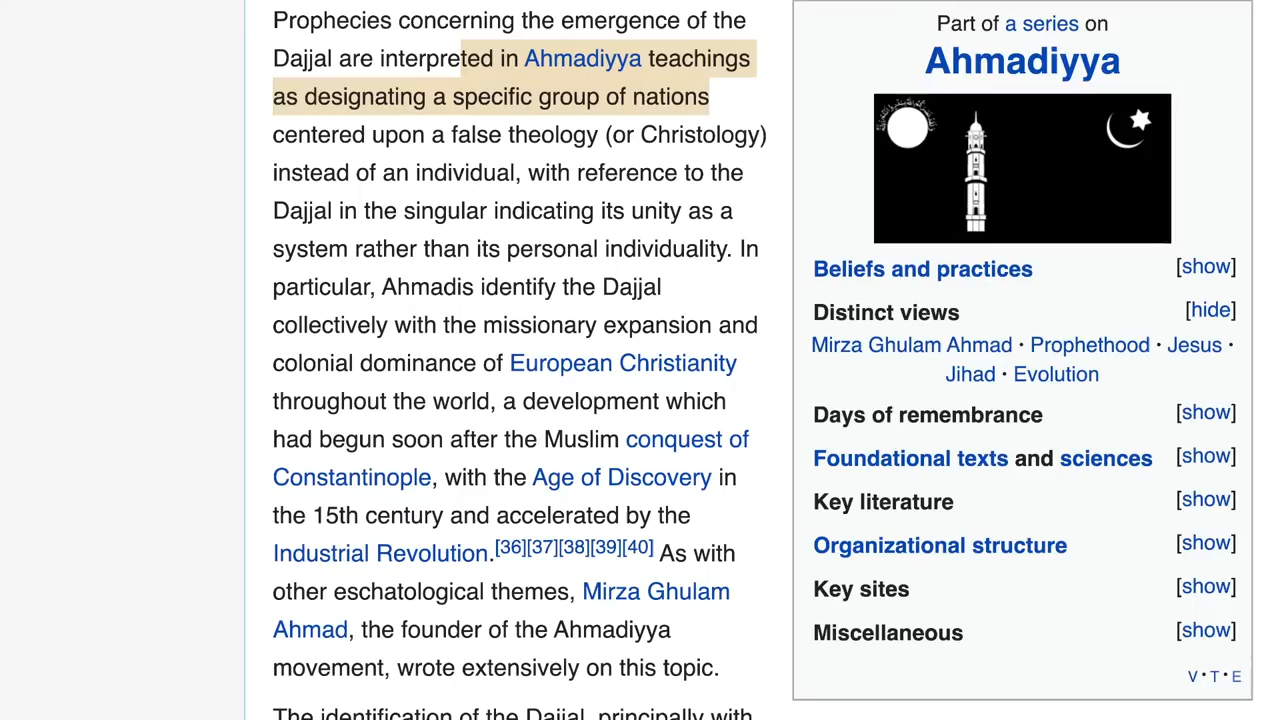 Prophecies concerning the emergence of the
Dajjal are interpreted in Ahmadiyya teachings
as designating a specific group of nations
centered upon a false theology (or Christology)
instead of an individual, with reference to the
Dajjal in the singular indicating its unity as a
system rather than its personal individuality. In
particular, Ahmadis identify the Dajjal
collectively with the missionary expansion and
colonial dominance of European Christianity
throughout the world, a development which
had begun soon after the Muslim conquest of
Constantinople, with the Age of Discovery in
the 15th century and accelerated by the
Industrial Revolution.[36][37][38][39][40] As with
other eschatological themes, Mirza Ghulam
Ahmad, the founder of the Ahmadiyya
movement, wrote extensively on this topic.
The identification of the Dajjal, principally with
Part of a series on
Ahmadiyya
Beliefs and practices [show]
Distinct views [hide]
Mirza Ghulam Ahmad · Prophethood · Jesus ·
Jihad · Evolution
Days of remembrance [show]
Foundational texts and sciences [show]
Key literature [show]
Organizational structure [show]
Key sites [show]
Miscellaneous [show]
V · T · E